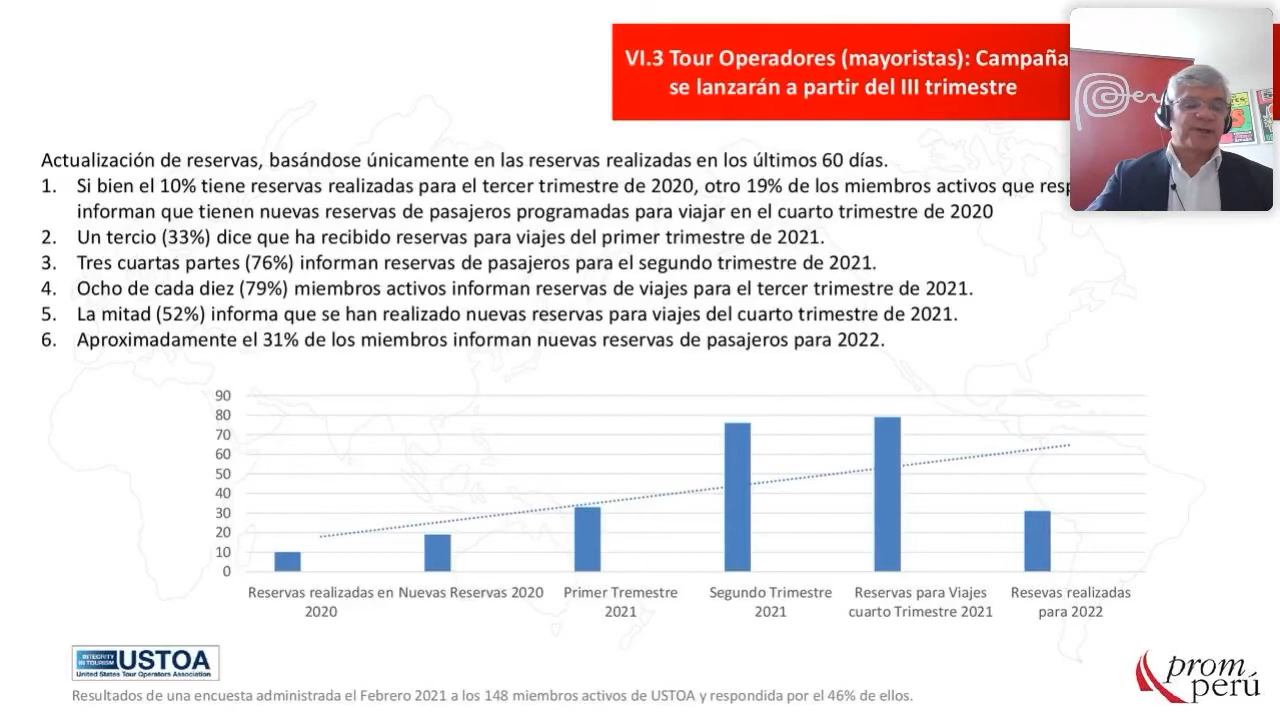 VI.3 Tour Operadores (mayoristas): Campaña
se lanzarán a partir del III trimestre
Actualización de reservas, basándose únicamente en las reservas realizadas en los últimos 60 días.
1. Si bien el 10% tiene reservas realizadas para el tercer trimestre de 2020, otro 19% de los miembros activos que
informan que tienen nuevas reservas de pasajeros programadas para viajar en el cuarto trimestre de 2020
2. Un tercio (33%) dice que ha recibido reservas para viajes del primer trimestre de 2021.
3. Tres cuartas partes (76%) informan reservas de pasajeros para el segundo trimestre de 2021.
4. Ocho de cada diez (79%) miembros activos informan reservas de viajes para el tercer trimestre de 2021.
5. La mitad (52%) informa que se han realizado nuevas reservas para viajes del cuarto trimestre de 2021.
6. Aproximadamente el 31% de los miembros informan nuevas reservas de pasajeros para 2022.
90
80
70
60
50
40
30
20
10
0
Reservas realizadas en 2020
Nuevas Reservas 2020
Primer Tremestre 2021
Segundo Trimestre 2021
Reservas para Viajes cuarto Trimestre 2021
Resevas realizadas para 2022
INTEGRITY IN TOURISM USTOA
United States Tour Operators Association
Resultados de una encuesta administrada el Febrero 2021 a los 148 miembros activos de USTOA y respondida por el 46% de ellos.
prom
perú